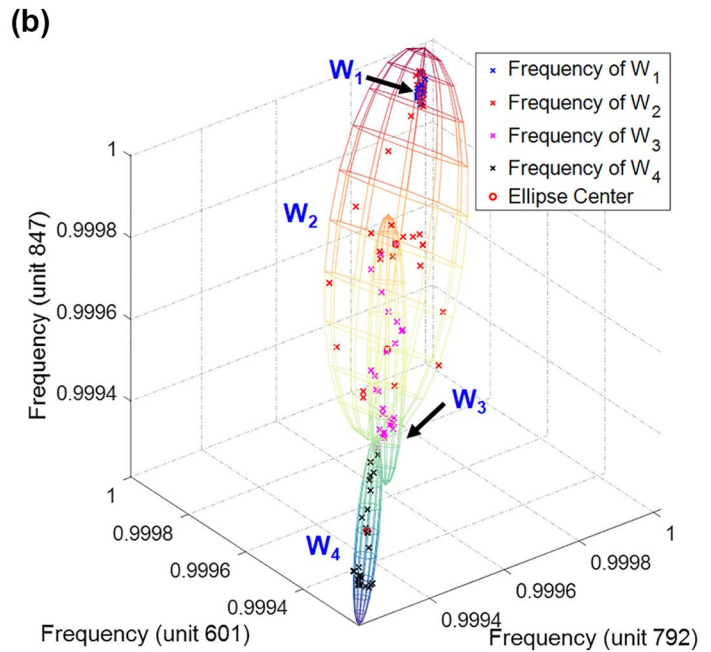 (b)
W1
W2
W3
W4
× Frequency of W1
× Frequency of W2
× Frequency of W3
× Frequency of W4
Ellipse Center
Frequency (unit 847)
1
0.9998
0.9996
0.9994
1
0.9998
0.9996
0.9994
Frequency (unit 601)
1
0.9998
0.9996
0.9994
Frequency (unit 792)